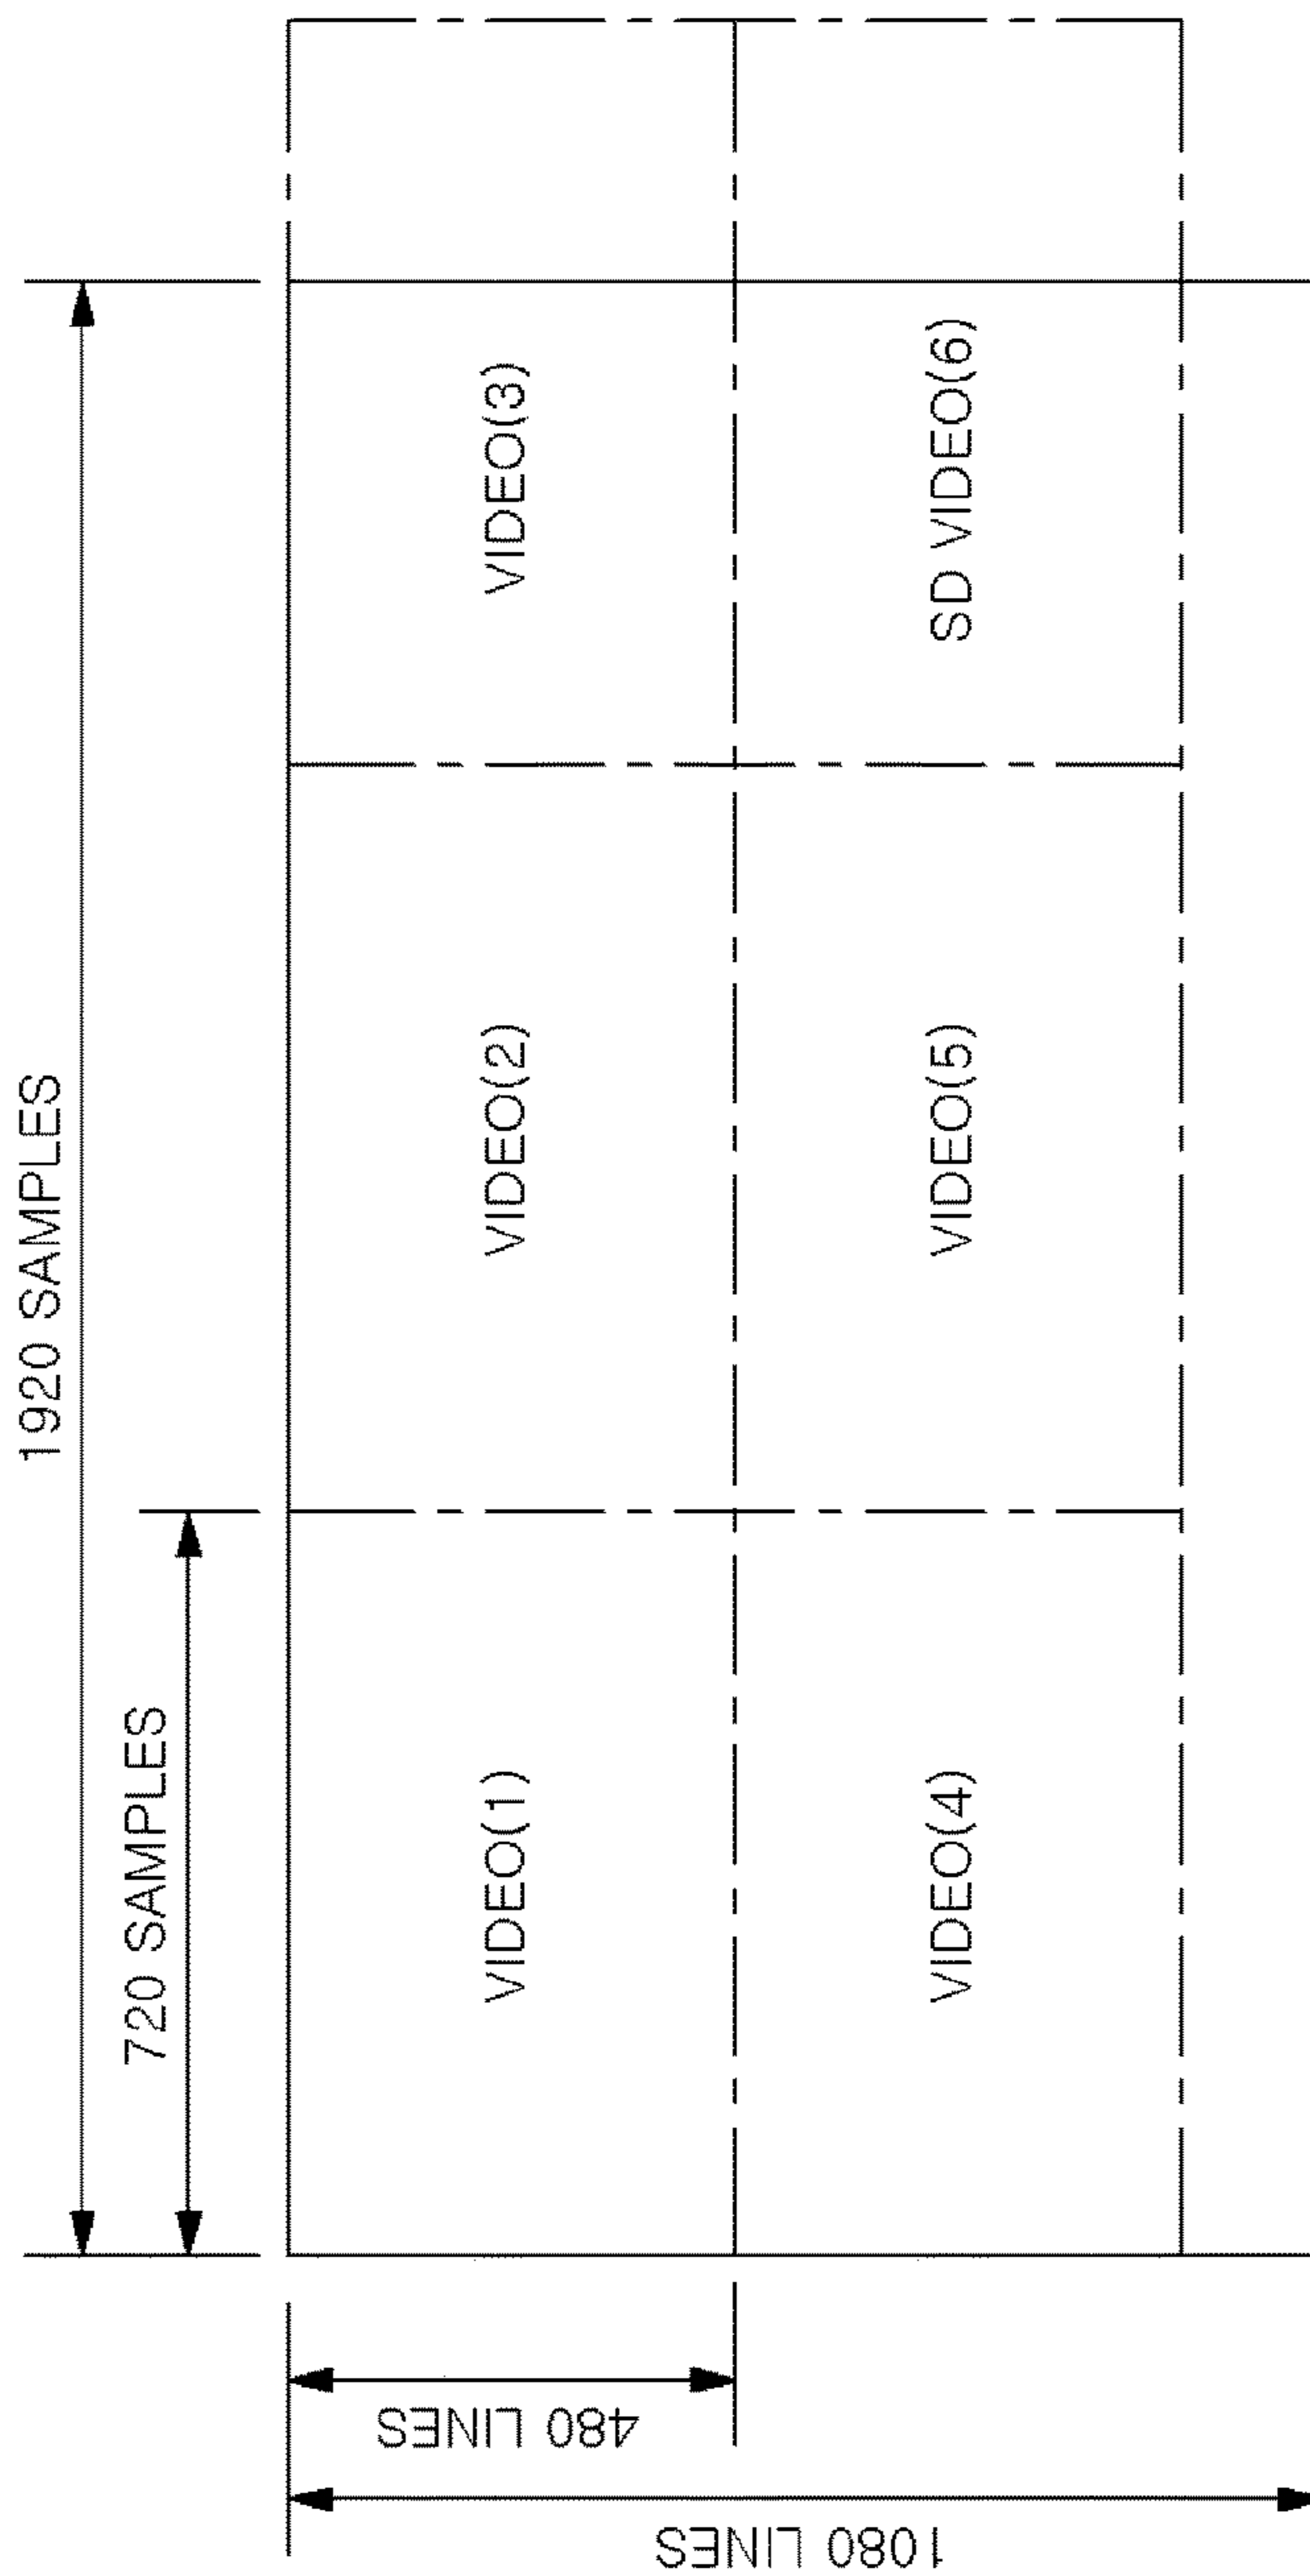 1920 SAMPLES
720 SAMPLES
VIDEO(1)
VIDEO(2)
VIDEO(3)
VIDEO(4)
VIDEO(5)
SD VIDEO(6)
480 LINES
1080 LINES